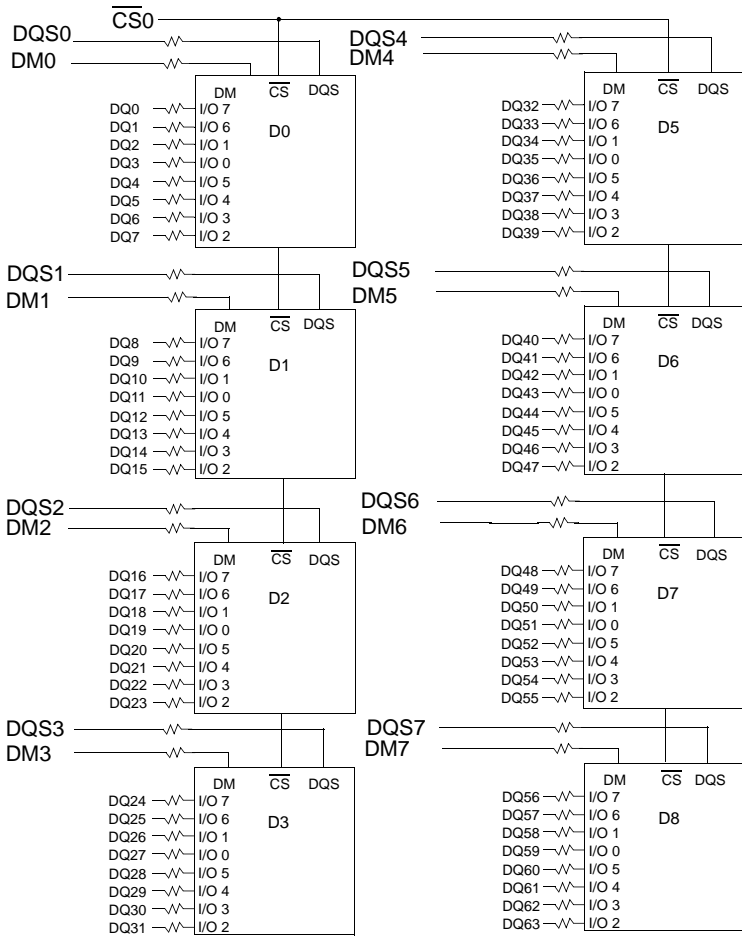 CS0
DQS0
DM0
DM CS DQS
D0
DQ0 I/O 7
DQ1 I/O 6
DQ2 I/O 1
DQ3 I/O 0
DQ4 I/O 5
DQ5 I/O 4
DQ6 I/O 3
DQ7 I/O 2
DQS1
DM1
DM CS DQS
D1
DQ8 I/O 7
DQ9 I/O 6
DQ10 I/O 1
DQ11 I/O 0
DQ12 I/O 5
DQ13 I/O 4
DQ14 I/O 3
DQ15 I/O 2
DQS2
DM2
DM CS DQS
D2
DQ16 I/O 7
DQ17 I/O 6
DQ18 I/O 1
DQ19 I/O 0
DQ20 I/O 5
DQ21 I/O 4
DQ22 I/O 3
DQ23 I/O 2
DQS3
DM3
DM CS DQS
D3
DQ24 I/O 7
DQ25 I/O 6
DQ26 I/O 1
DQ27 I/O 0
DQ28 I/O 5
DQ29 I/O 4
DQ30 I/O 3
DQ31 I/O 2
DQS4
DM4
DM CS DQS
D5
DQ32 I/O 7
DQ33 I/O 6
DQ34 I/O 1
DQ35 I/O 0
DQ36 I/O 5
DQ37 I/O 4
DQ38 I/O 3
DQ39 I/O 2
DQS5
DM5
DM CS DQS
D6
DQ40 I/O 7
DQ41 I/O 6
DQ42 I/O 1
DQ43 I/O 0
DQ44 I/O 5
DQ45 I/O 4
DQ46 I/O 3
DQ47 I/O 2
DQS6
DM6
DM CS DQS
D7
DQ48 I/O 7
DQ49 I/O 6
DQ50 I/O 1
DQ51 I/O 0
DQ52 I/O 5
DQ53 I/O 4
DQ54 I/O 3
DQ55 I/O 2
DQS7
DM7
DM CS DQS
D8
DQ56 I/O 7
DQ57 I/O 6
DQ58 I/O 1
DQ59 I/O 0
DQ60 I/O 5
DQ61 I/O 4
DQ62 I/O 3
DQ63 I/O 2